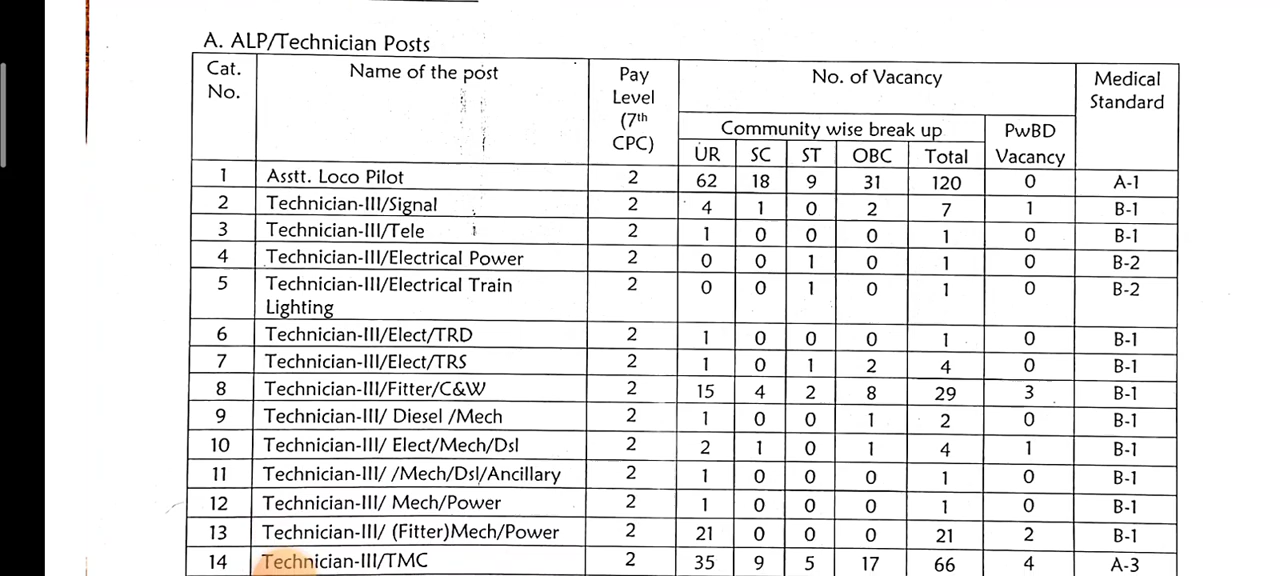 A. ALP/Technician Posts
Cat. No. Name of the post Pay Level (7th CPC) No. of Vacancy Medical Standard
Community wise break up PwBD Vacancy
UR SC ST OBC Total
1 Asstt. Loco Pilot 2 62 18 9 31 120 0 A-1
2 Technician-III/Signal 2 4 1 0 2 7 1 B-1
3 Technician-III/Tele 2 1 0 0 0 1 0 B-1
4 Technician-III/Electrical Power 2 0 0 1 0 1 0 B-2
5 Technician-III/Electrical Train 2 0 0 1 0 1 0 B-2
Lighting
6 Technician-III/Elect/TRD 2 1 0 0 0 1 0 B-1
7 Technician-III/Elect/TRS 2 1 0 1 2 4 0 B-1
8 Technician-III/Fitter/C&W 2 15 4 2 8 29 3 B-1
9 Technician-III/ Diesel /Mech 2 1 0 0 1 2 0 B-1
10 Technician-III/ Elect/Mech/Dsl 2 2 1 0 1 4 1 B-1
11 Technician-III/ /Mech/Dsl/Ancillary 2 1 0 0 0 1 0 B-1
12 Technician-III/ Mech/Power 2 1 0 0 0 1 0 B-1
13 Technician-III/ (Fitter)Mech/Power 2 21 0 0 0 21 2 B-1
14 Technician-III/TMC 2 35 9 5 17 66 4 A-3